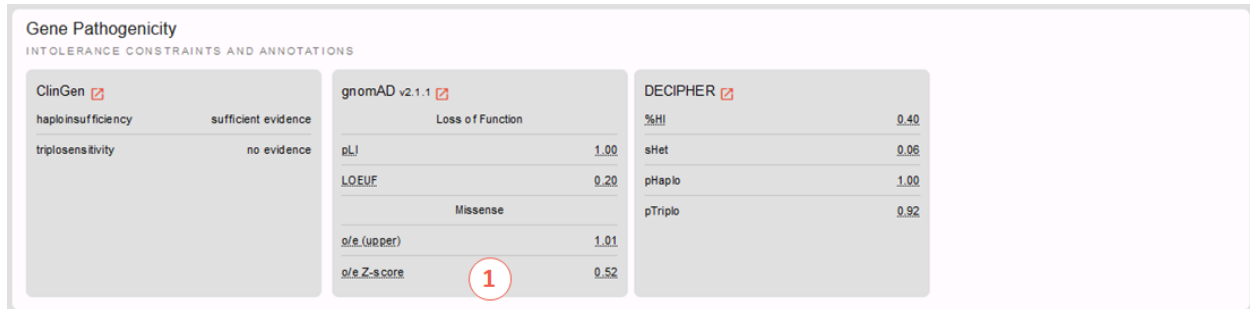 Gene Pathogenicity
INTOLERANCE CONSTRAINTS AND ANNOTATIONS
ClinGen
haploinsufficiency sufficient evidence
triplosensitivity no evidence
gnomAD v2.1.1
Loss of Function
pLI 1.00
LOEUF 0.20
Missense
o/e (upper) 1.01
o/e Z-score 0.52
1
DECIPHER
%HI 0.40
sHet 0.06
pHaplo 1.00
pTriplo 0.92